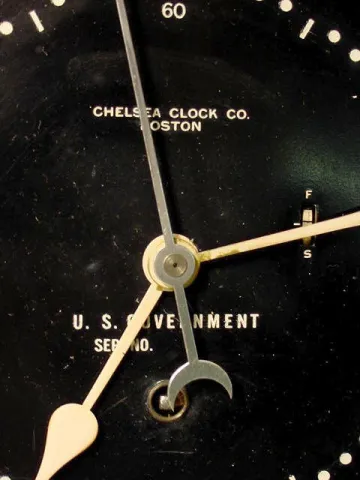 60
CHELSEA CLOCK CO.
BOSTON
F
S
U. S. GOVERNMENT
SER. NO.